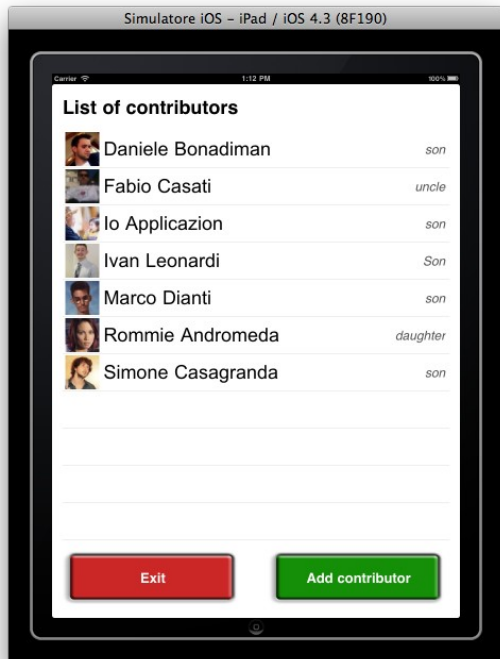 Simulatore iOS – iPad / iOS 4.3 (8F190)
Carrier 1:12 PM 100%
List of contributors
Daniele Bonadiman son
Fabio Casati uncle
Io Applicazion son
Ivan Leonardi Son
Marco Dianti son
Rommie Andromeda daughter
Simone Casagranda son
Exit Add contributor